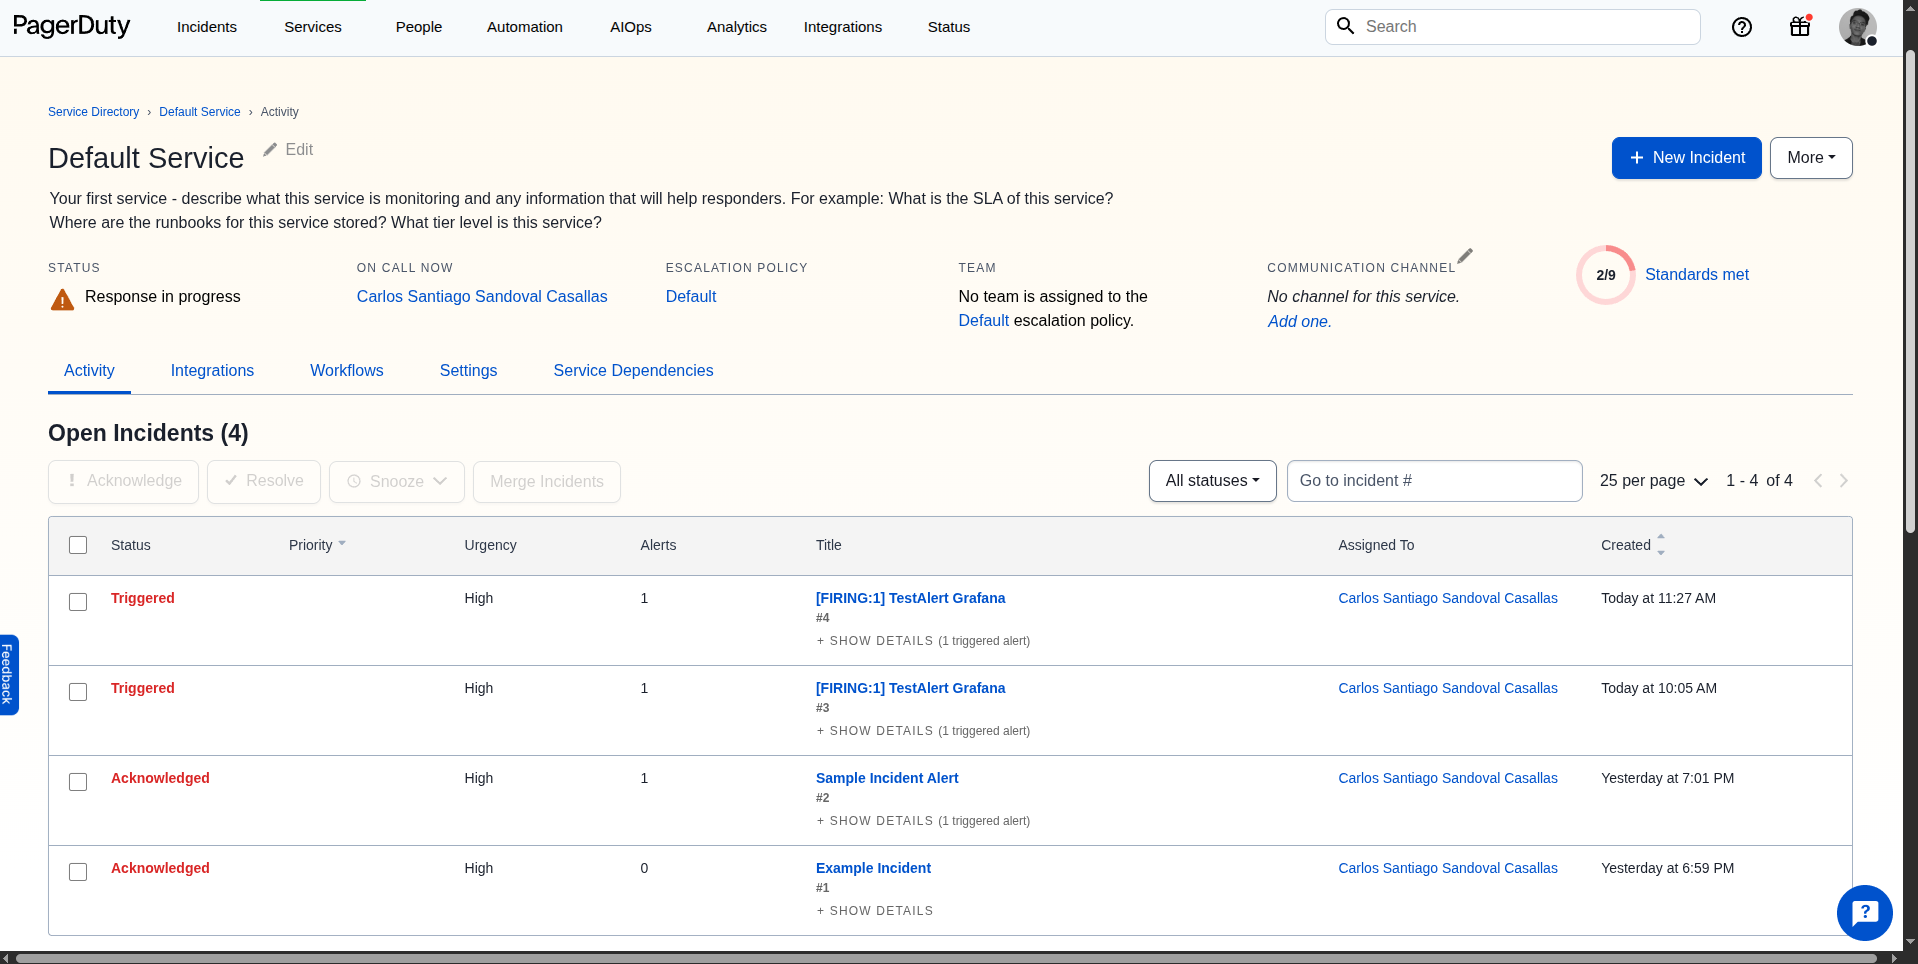 PagerDuty Incidents Services People Automation AIOps Analytics Integrations Status Search
Service Directory › Default Service › Activity
Default Service Edit
+ New Incident More
Your first service - describe what this service is monitoring and any information that will help responders. For example: What is the SLA of this service?
Where are the runbooks for this service stored? What tier level is this service?
STATUS ON CALL NOW ESCALATION POLICY TEAM COMMUNICATION CHANNEL
2/9 Standards met
Response in progress Carlos Santiago Sandoval Casallas Default No team is assigned to the No channel for this service.
Default escalation policy. Add one.
Activity Integrations Workflows Settings Service Dependencies
Open Incidents (4)
Acknowledge Resolve Snooze Merge Incidents All statuses Go to incident # 25 per page 1 - 4 of 4
Status Priority Urgency Alerts Title Assigned To Created
Triggered High 1 [FIRING:1] TestAlert Grafana Carlos Santiago Sandoval Casallas Today at 11:27 AM
#4
+ SHOW DETAILS (1 triggered alert)
Triggered High 1 [FIRING:1] TestAlert Grafana Carlos Santiago Sandoval Casallas Today at 10:05 AM
#3
+ SHOW DETAILS (1 triggered alert)
Acknowledged High 1 Sample Incident Alert Carlos Santiago Sandoval Casallas Yesterday at 7:01 PM
#2
+ SHOW DETAILS (1 triggered alert)
Acknowledged High 0 Example Incident Carlos Santiago Sandoval Casallas Yesterday at 6:59 PM
#1
+ SHOW DETAILS
Feedback